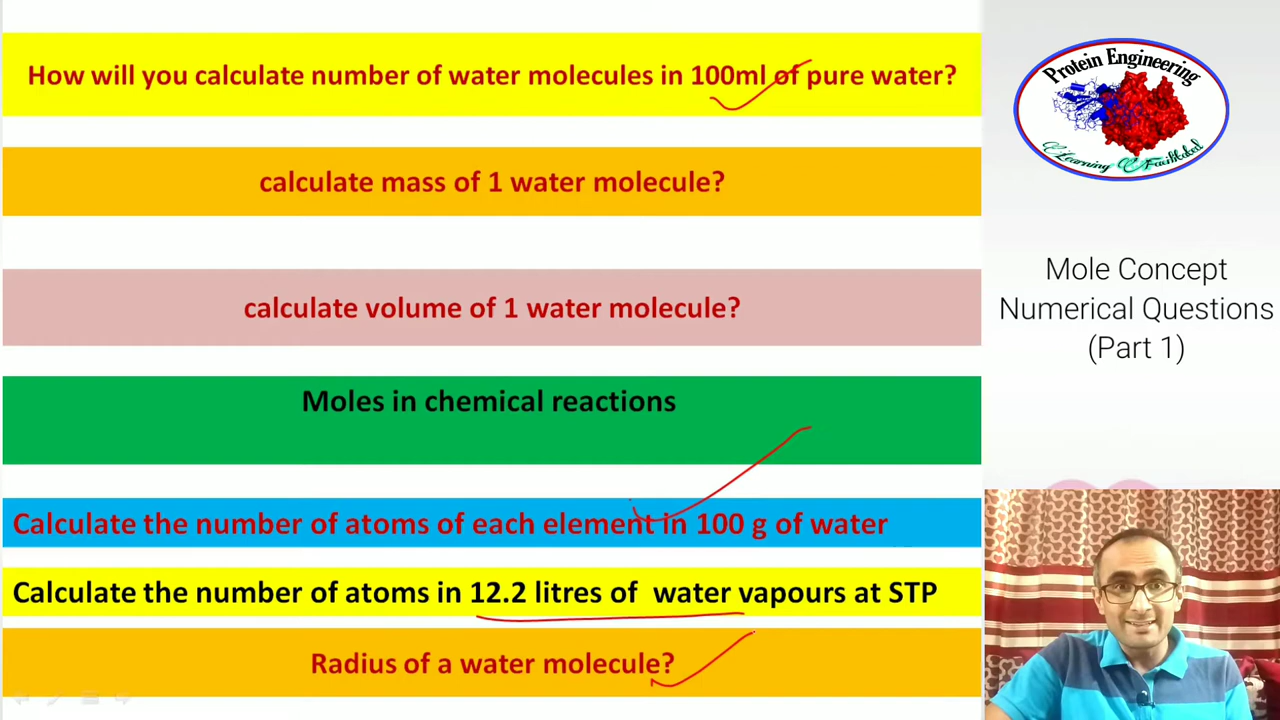 How will you calculate number of water molecules in 100ml of pure water?
calculate mass of 1 water molecule?
calculate volume of 1 water molecule?
Moles in chemical reactions
Calculate the number of atoms of each element in 100 g of water
Calculate the number of atoms in 12.2 litres of water vapours at STP
Radius of a water molecule?
Protein Engineering
Learning Facilitated
Mole Concept
Numerical Questions
(Part 1)